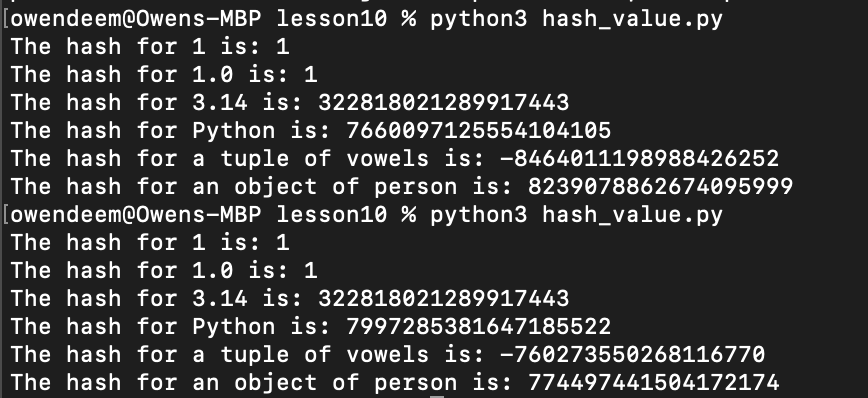 [owendeem@Owens-MBP lesson10 % python3 hash_value.py
The hash for 1 is: 1
The hash for 1.0 is: 1
The hash for 3.14 is: 322818021289917443
The hash for Python is: 7660097125554104105
The hash for a tuple of vowels is: -8464011198988426252
The hash for an object of person is: 8239078862674095999
[owendeem@Owens-MBP lesson10 % python3 hash_value.py
The hash for 1 is: 1
The hash for 1.0 is: 1
The hash for 3.14 is: 322818021289917443
The hash for Python is: 7997285381647185522
The hash for a tuple of vowels is: -760273550268116770
The hash for an object of person is: 7744974441504172174